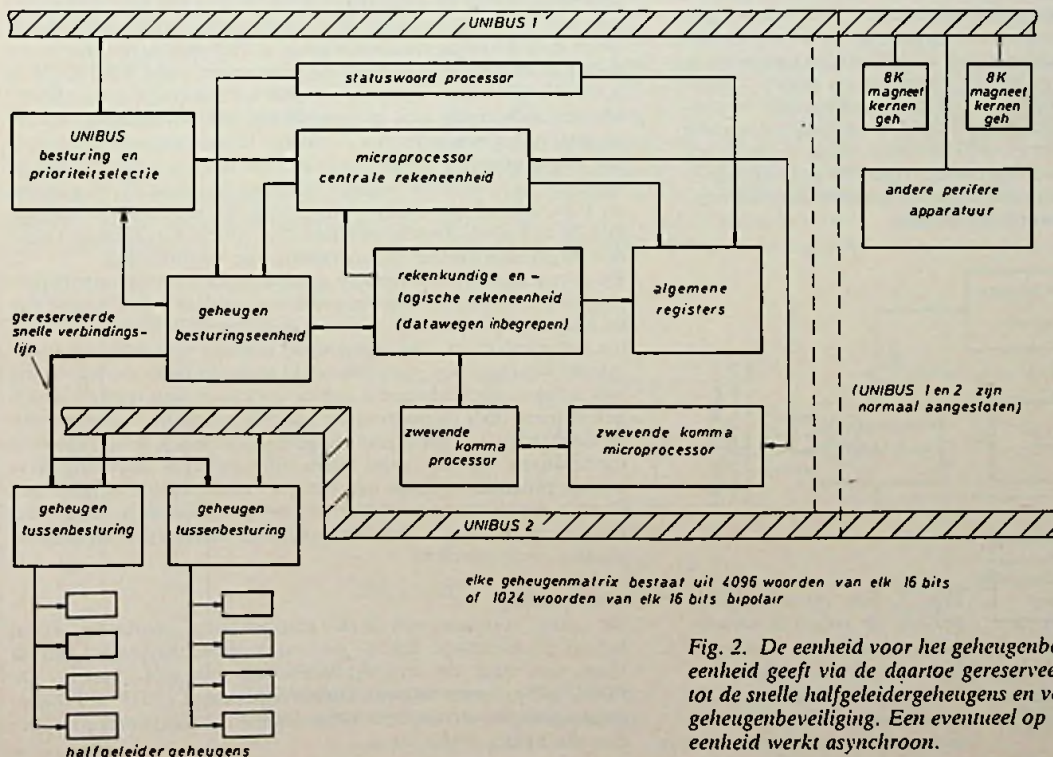 UNIBUS 1
statuswoord processor
8K
magneet
kernen
geh
8K
magneet
kernen
geh
UNIBUS
besturing en
prioriteitselectie
microprocessor
centrale rekeneenheid
andere perifere
apparatuur
gereserveerde
snelle verbindings-
lijn
geheugen
besturingseenheid
rekenkundige en -
logische rekeneenheid
(datawegen inbegrepen)
algemene
registers
(UNIBUS 1 en 2 zijn
normaal aangesloten)
zwevende komma
processor
zwevende komma
microprocessor
geheugen
tussenbesturing
geheugen
tussenbesturing
UNIBUS 2
elke geheugenmatrix bestaat uit 4096 woorden van elk 16 bits
of 1024 woorden van elk 16 bits bipolair
halfgeleider geheugens
Fig. 2. De eenheid voor het
eenheid geeft via de daartoe
tot de snelle halfgeleidergeheugens en
geheugenbeveiliging. Een eventueel op
eenheid werkt asynchroon.